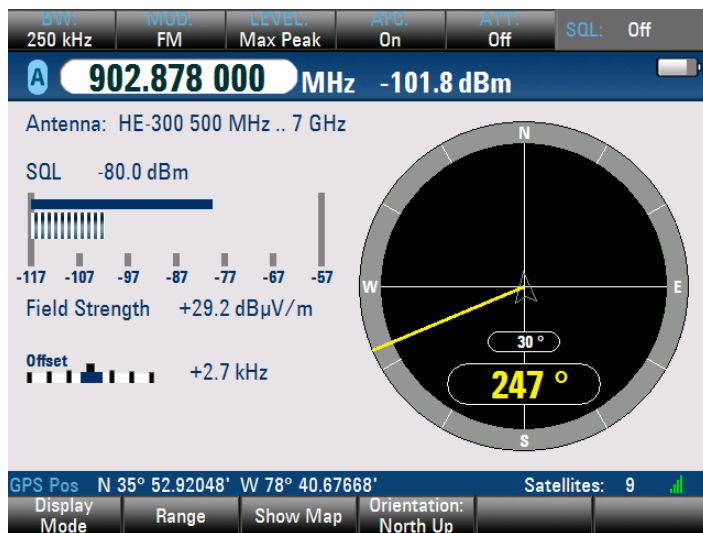 BW: MOD: LEVEL: AFC: ATT: SQL: Off
250 kHz FM Max Peak On Off
A 902.878 000 MHz -101.8 dBm
Antenna: HE-300 500 MHz .. 7 GHz
SQL -80.0 dBm
-117 -107 -97 -87 -77 -67 -57
Field Strength +29.2 dBµV/m
Offset +2.7 kHz
N
W E
30 °
247 °
S
GPS Pos N 35° 52.92048' W 78° 40.67668' Satellites: 9
Display Mode Range Show Map Orientation: North Up